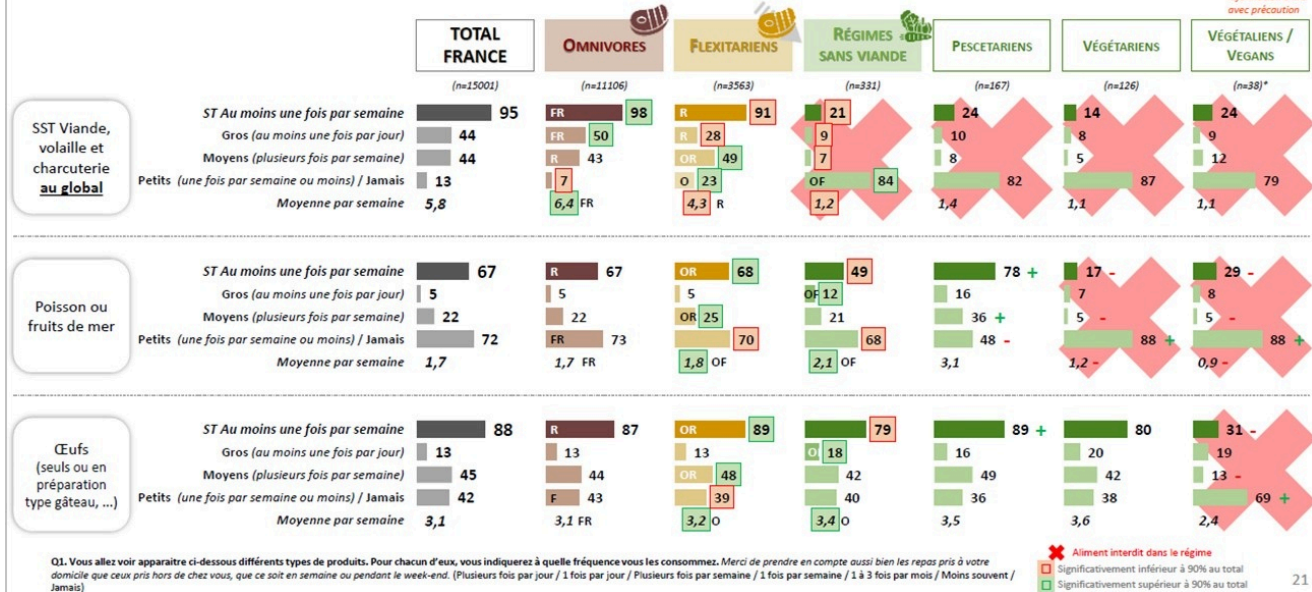 avec précaution
TOTAL FRANCE
OMNIVORES
FLEXITARIENS
RÉGIMES SANS VIANDE
PESCETARIENS
VÉGÉTARIENS
VÉGÉTALIENS / VEGANS
(n=15001) (n=11106) (n=3563) (n=331) (n=167) (n=126) (n=38)*
SST Viande, volaille et charcuterie au global
ST Au moins une fois par semaine 95 FR 98 R 91 21 24 14 24
Gros (au moins une fois par jour) 44 FR 50 R 28 9 10 8 9
Moyens (plusieurs fois par semaine) 44 R 43 OR 49 7 8 5 12
Petits (une fois par semaine ou moins) / Jamais 13 7 O 23 OF 84 82 87 79
Moyenne par semaine 5,8 6,4 FR 4,3 R 1,2 1,4 1,1 1,1
Poisson ou fruits de mer
ST Au moins une fois par semaine 67 R 67 OR 68 49 78 + 17 - 29 -
Gros (au moins une fois par jour) 5 5 5 OF 12 16 7 8
Moyens (plusieurs fois par semaine) 22 22 OR 25 21 36 + 5 - 5 -
Petits (une fois par semaine ou moins) / Jamais 72 FR 73 70 68 48 - 88 + 88 +
Moyenne par semaine 1,7 1,7 FR 1,8 OF 2,1 OF 3,1 1,2 - 0,9 -
Œufs (seuls ou en préparation type gâteau, ...)
ST Au moins une fois par semaine 88 R 87 OR 89 79 89 + 80 31 -
Gros (au moins une fois par jour) 13 13 13 18 16 20 19
Moyens (plusieurs fois par semaine) 45 44 OR 48 42 49 42 13 -
Petits (une fois par semaine ou moins) / Jamais 42 F 43 39 40 36 38 69 +
Moyenne par semaine 3,1 3,1 FR 3,2 O 3,4 O 3,5 3,6 2,4
Q1. Vous allez voir apparaitre ci-dessous différents types de produits. Pour chacun d'eux, vous indiquerez à quelle fréquence vous les consommez. Merci de prendre en compte aussi bien les repas pris à votre
domicile que ceux pris hors de chez vous, que ce soit en semaine ou pendant le week-end. (Plusieurs fois par jour / 1 fois par jour / Plusieurs fois par semaine / 1 fois par semaine / 1 à 3 fois par mois / Moins souvent /
Jamais)
Aliment interdit dans le régime
Significativement inférieur à 90% au total
Significativement supérieur à 90% au total
21